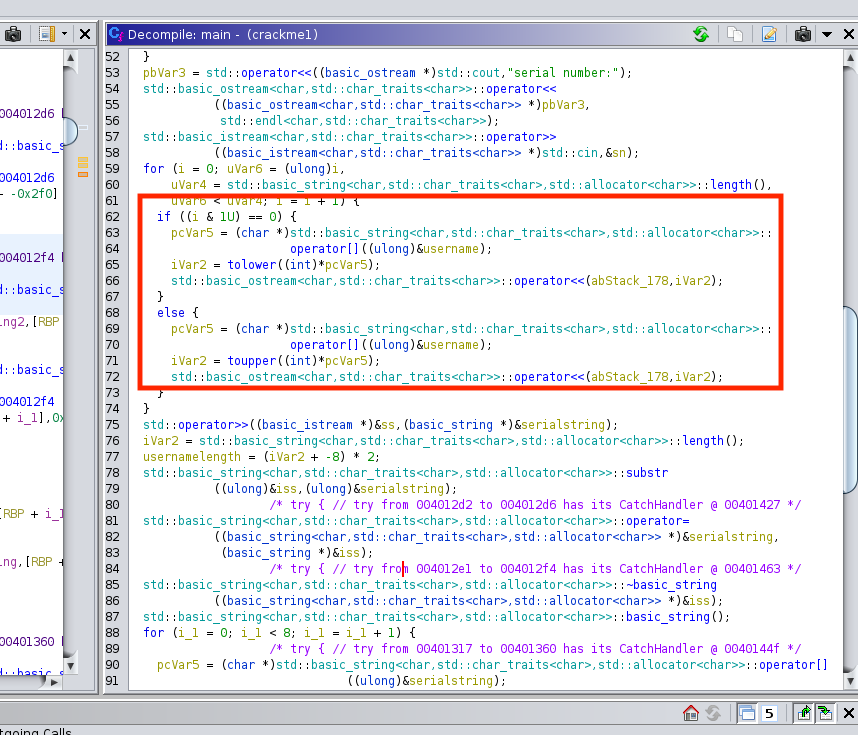 Decompile: main - (crackme1)
52 }
53 pbVar3 = std::operator<<((basic_ostream *)std::cout,"serial number:");
54 std::basic_ostream<char,std::char_traits<char>>::operator<<
55 ((basic_ostream<char,std::char_traits<char>> *)pbVar3,
56 std::endl<char,std::char_traits<char>>);
57 std::basic_istream<char,std::char_traits<char>>::operator>>
58 ((basic_istream<char,std::char_traits<char>> *)std::cin,&sn);
59 for (i = 0; uVar6 = (ulong)i,
60 uVar4 = std::basic_string<char,std::char_traits<char>,std::allocator<char>>::length(),
61 uVar6 < uVar4; i = i + 1) {
62 if ((i & 1U) == 0) {
63 pcVar5 = (char *)std::basic_string<char,std::char_traits<char>,std::allocator<char>>::
64 operator[]((ulong)&username);
65 iVar2 = tolower((int)*pcVar5);
66 std::basic_ostream<char,std::char_traits<char>>::operator<<(abStack_178,iVar2);
67 }
68 else {
69 pcVar5 = (char *)std::basic_string<char,std::char_traits<char>,std::allocator<char>>::
70 operator[]((ulong)&username);
71 iVar2 = toupper((int)*pcVar5);
72 std::basic_ostream<char,std::char_traits<char>>::operator<<(abStack_178,iVar2);
73 }
74 }
75 std::operator>>((basic_istream *)&ss,(basic_string *)&serialstring);
76 iVar2 = std::basic_string<char,std::char_traits<char>,std::allocator<char>>::length();
77 usernamelength = (iVar2 + -8) * 2;
78 std::basic_string<char,std::char_traits<char>,std::allocator<char>>::substr
79 ((ulong)&iss,(ulong)&serialstring);
80 /* try { // try from 004012d2 to 004012d6 has its CatchHandler @ 00401427 */
81 std::basic_string<char,std::char_traits<char>,std::allocator<char>>::operator=
82 ((basic_string<char,std::char_traits<char>,std::allocator<char>> *)&serialstring,
83 (basic_string *)&iss);
84 /* try { // try from 004012e1 to 004012f4 has its CatchHandler @ 00401463 */
85 std::basic_string<char,std::char_traits<char>,std::allocator<char>>::~basic_string
86 ((basic_string<char,std::char_traits<char>,std::allocator<char>> *)&iss);
87 std::basic_string<char,std::char_traits<char>,std::allocator<char>>::basic_string();
88 for (i_1 = 0; i_1 < 8; i_1 = i_1 + 1) {
89 /* try { // try from 00401317 to 00401360 has its CatchHandler @ 0040144f */
90 pcVar5 = (char *)std::basic_string<char,std::char_traits<char>,std::allocator<char>>::operator[]
91 ((ulong)&serialstring);
004012d6
d::basic_s
004012d6
- -0x2f0]
004012f4
d::basic_s
ng2,[RBP
d::basic_s
004012f4
+ i_1],0x
[RBP + i_1
ng,[RBP +
00401360
d::basic_s
5
tgoing Calls